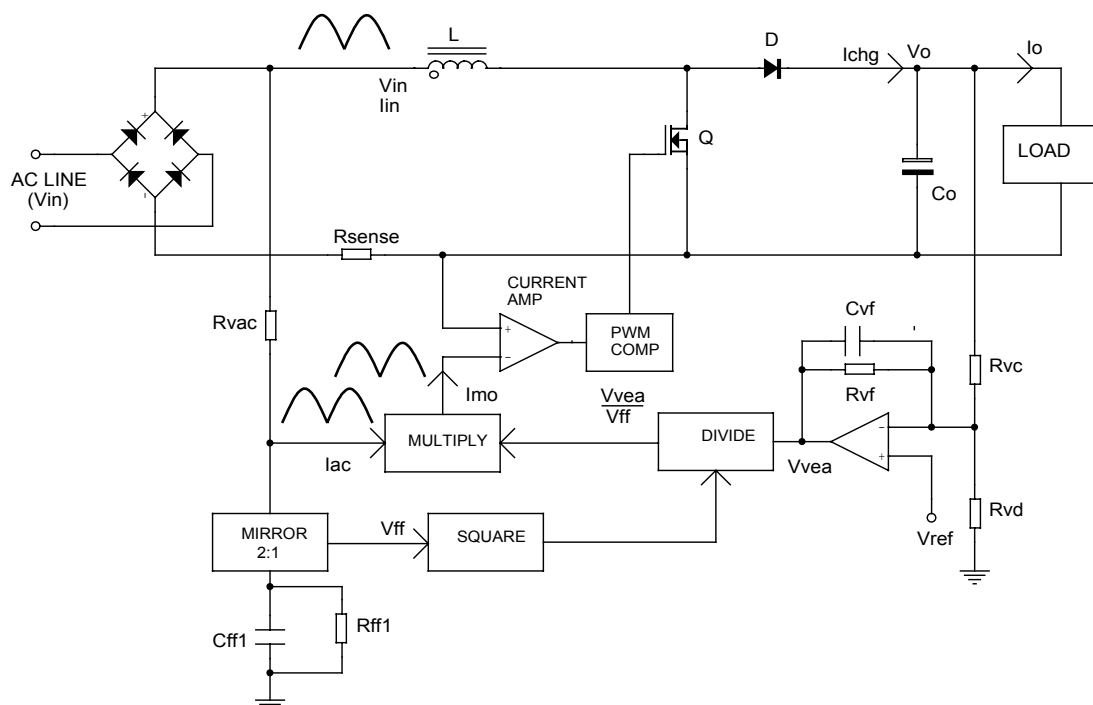 L
D
Ichg
Vo
Io
Vin
Iin
+
Q
LOAD
AC LINE
(Vin)
-
Co
Rsense
CURRENT
AMP
Cvf
Rvac
+
-
PWM
COMP
Rvc
Rvf
Imo
Vvea
Vff
MULTIPLY
DIVIDE
-
+
Iac
Vvea
Rvd
MIRROR
2:1
Vff
SQUARE
Vref
Cff1
Rff1